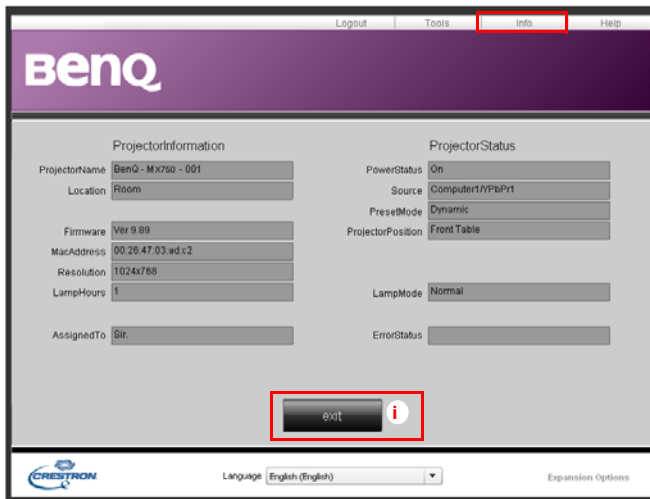 Logout Tools Info Help
BenQ
ProjectorInformation ProjectorStatus
ProjectorName BenQ - MX750 - 001 PowerStatus On
Location Room Source Computer1/YPbPr1
PresetMode Dynamic
Firmware Ver 9.89 ProjectorPosition Front Table
MacAddress 00:26:47:03:ad:c2
Resolution 1024x768
LampHours 1 LampMode Normal
AssignedTo Sir. ErrorStatus
exit i
CRESTRON Language English (English) Expansion Options